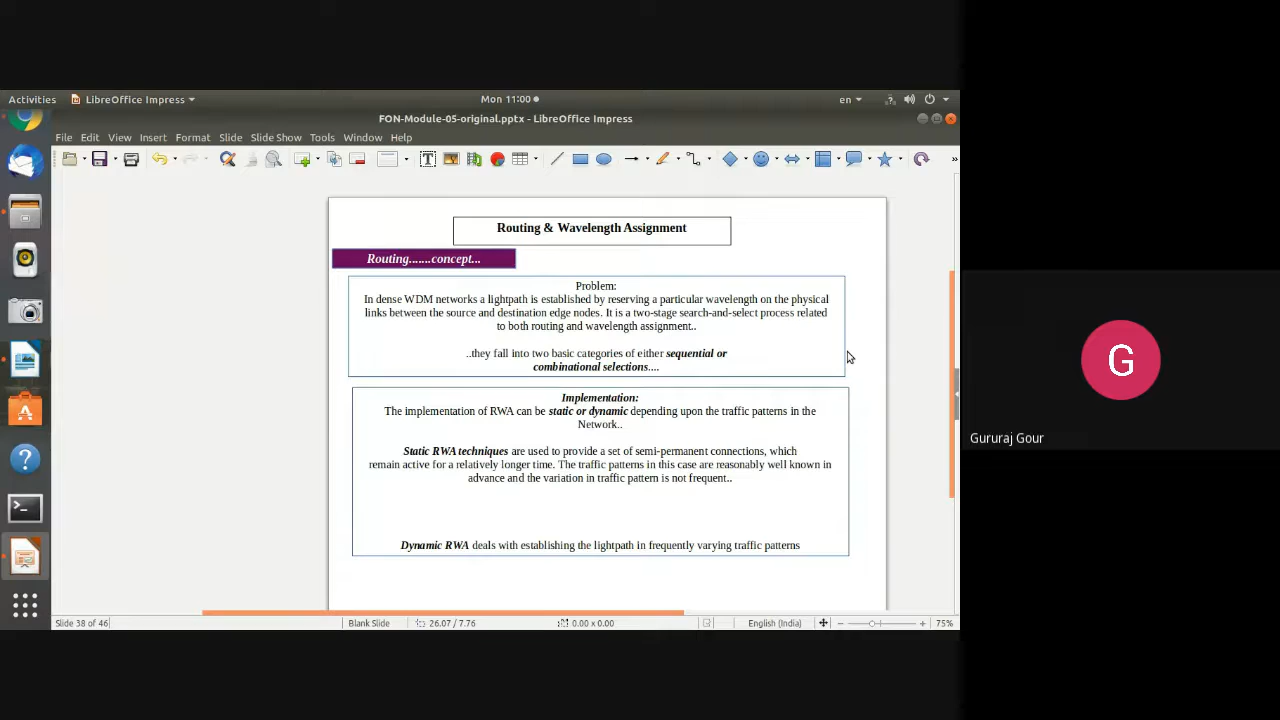 Activities
LibreOffice Impress
Mon 11:00
en
FON-Module-05-original.pptx - LibreOffice Impress
File Edit View Insert Format Slide Slide Show Tools Window Help
Routing & Wavelength Assignment
Routing.......concept...
Problem:
In dense WDM networks a lightpath is established by reserving a particular wavelength on the physical
links between the source and destination edge nodes. It is a two-stage search-and-select process related
to both routing and wavelength assignment..
..they fall into two basic categories of either sequential or
combinational selections....
Implementation:
The implementation of RWA can be static or dynamic depending upon the traffic patterns in the
Network..
Static RWA techniques are used to provide a set of semi-permanent connections, which
remain active for a relatively longer time. The traffic patterns in this case are reasonably well known in
advance and the variation in traffic pattern is not frequent..
Dynamic RWA deals with establishing the lightpath in frequently varying traffic patterns
Slide 38 of 46
Blank Slide
26.07 / 7.76
0.00 x 0.00
English (India)
75%
G
Gururaj Gour